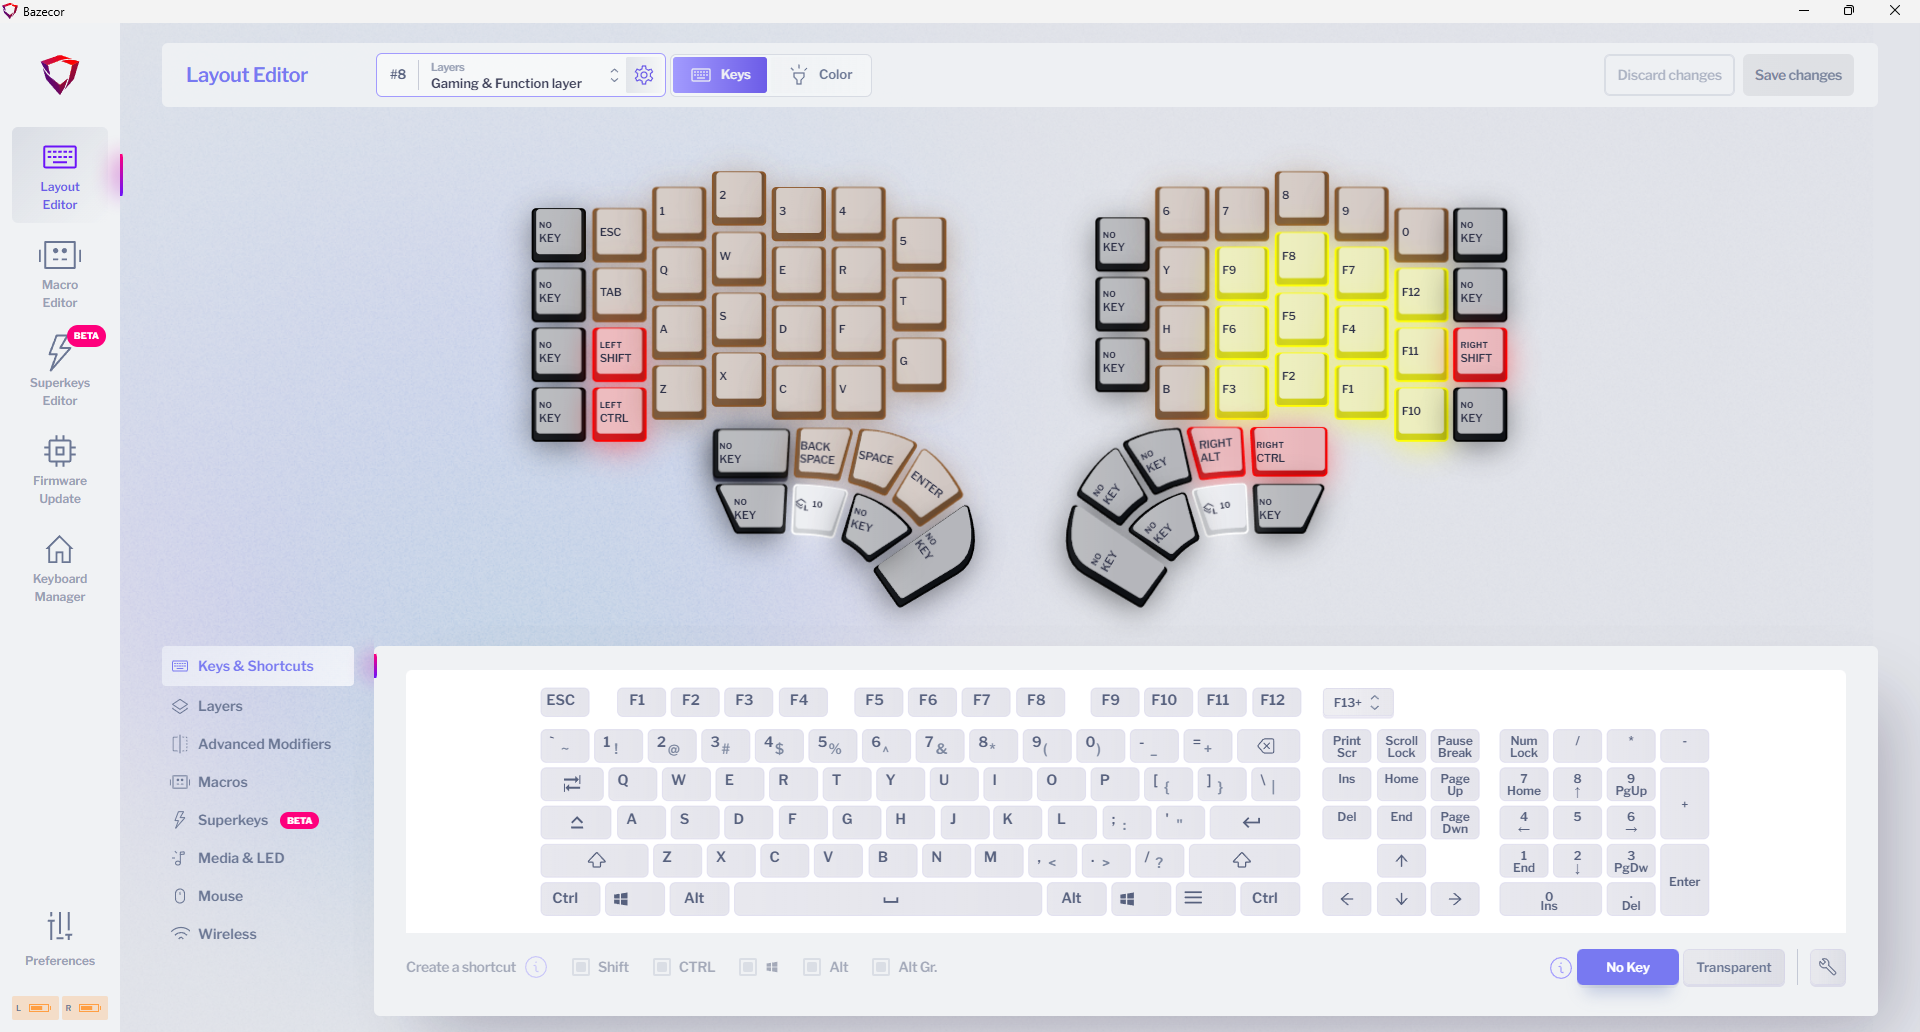 Bazecor
Layout Editor
#8
Layers
Gaming & Function layer
Keys
Color
Discard changes
Save changes
Layout
Editor
Macro
Editor
BETA
Superkeys
Editor
Firmware
Update
Keyboard
Manager
Preferences
L
R
NO KEY
ESC
1
2
3
4
5
NO KEY
TAB
Q
W
E
R
T
NO KEY
LEFT SHIFT
A
S
D
F
G
NO KEY
LEFT CTRL
Z
X
C
V
NO KEY
BACK SPACE
SPACE
ENTER
NO KEY
L 10
NO KEY
NO KEY
NO KEY
6
7
8
9
0
NO KEY
NO KEY
Y
F9
F8
F7
F12
NO KEY
NO KEY
H
F6
F5
F4
F11
RIGHT SHIFT
B
F3
F2
F1
F10
NO KEY
NO KEY
NO KEY
RIGHT ALT
RIGHT CTRL
NO KEY
NO KEY
L 10
NO KEY
Keys & Shortcuts
Layers
Advanced Modifiers
Macros
Superkeys BETA
Media & LED
Mouse
Wireless
ESC F1 F2 F3 F4 F5 F6 F7 F8 F9 F10 F11 F12 F13+
` ~ 1 ! 2 @ 3 # 4 $ 5 % 6 ^ 7 & 8 * 9 ( 0 ) - _ = + Print Scr Scroll Lock Pause Break Num Lock / * -
Q W E R T Y U I O P [ { ] } \ | Ins Home Page Up 7 Home 8 ↑ 9 PgUp +
A S D F G H J K L ; : ' " Del End Page Dwn 4 ← 5 6 →
Z X C V B N M , < . > / ? ↑ 1 End 2 ↓ 3 PgDw Enter
Ctrl Alt Alt Ctrl ← ↓ → 0 Ins . Del
Create a shortcut i Shift CTRL Alt Alt Gr.
i No Key Transparent